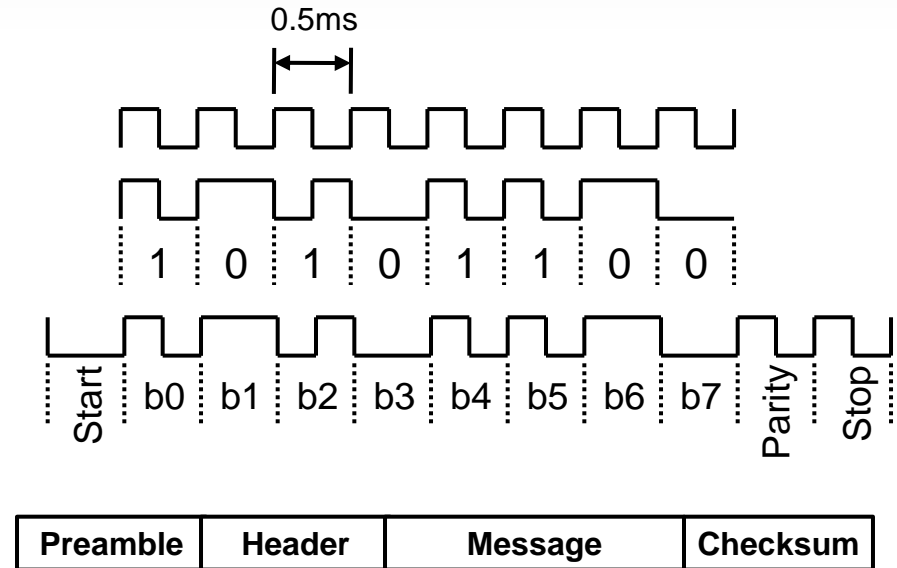 0.5ms
1 0 1 0 1 1 0 0
Start b0 b1 b2 b3 b4 b5 b6 b7 Parity Stop
Preamble Header Message Checksum